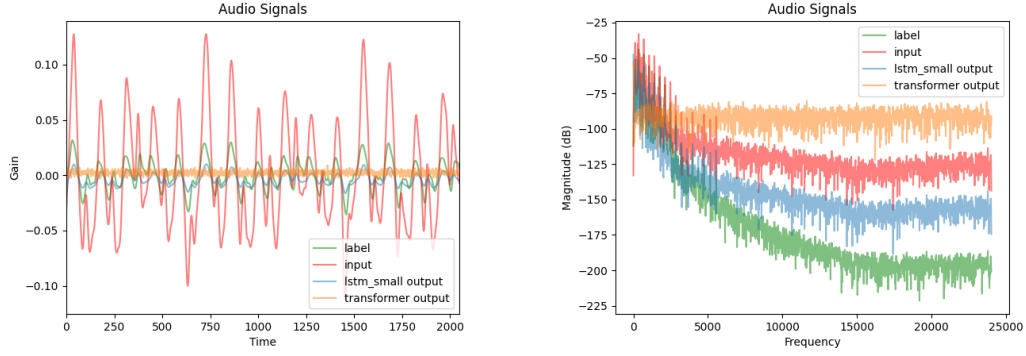 Audio Signals
0.10
0.05
0.00
−0.05
−0.10
Gain
label
input
lstm_small output
transformer output
0 250 500 750 1000 1250 1500 1750 2000
Time
Audio Signals
−25
−50
−75
−100
−125
−150
−175
−200
−225
Magnitude (dB)
label
input
lstm_small output
transformer output
0 5000 10000 15000 20000 25000
Frequency